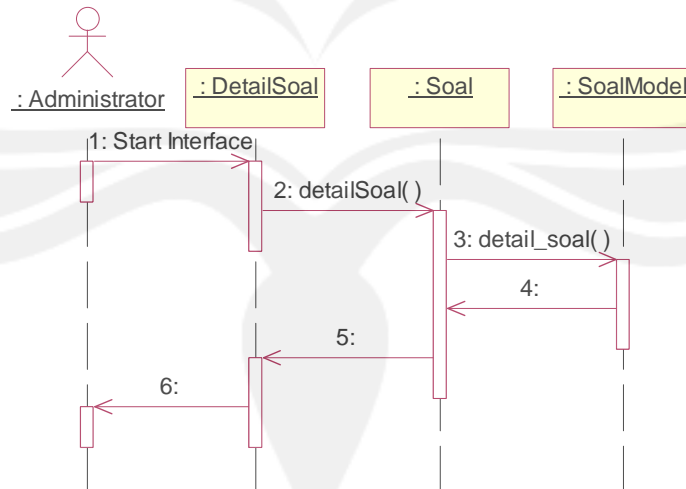 : Administrator
: DetailSoal
: Soal
: SoalModel
1: Start Interface
2: detailSoal( )
3: detail_soal( )
4:
5:
6: